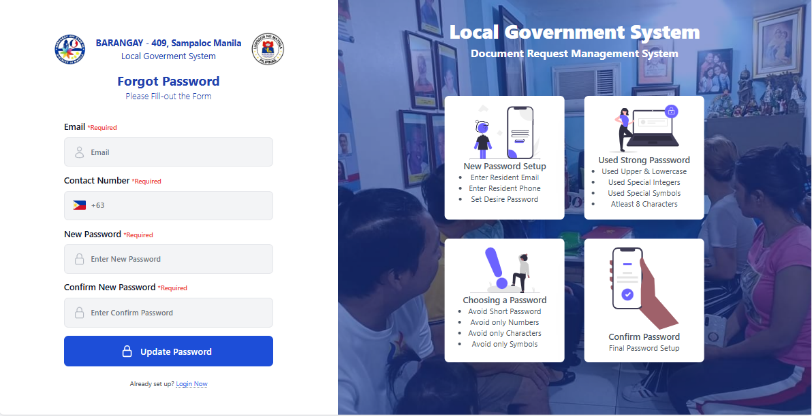 BARANGAY - 409, Sampaloc Manila
Local Goverment System
Forgot Password
Please Fill-out the Form
Email *Required
Email
Contact Number *Required
+63
New Password *Required
Enter New Password
Confirm New Password *Required
Enter Confirm Password
Update Password
Already set up? Login Now
Local Government System
Document Request Management System
New Password Setup
Enter Resident Email
Enter Resident Phone
Set Desire Password
Used Strong Password
Used Upper & Lowercase
Used Special Integers
Used Special Symbols
Atleast 8 Characters
Choosing a Password
Avoid Short Password
Avoid only Numbers
Avoid only Characters
Avoid only Symbols
Confirm Password
Final Password Setup